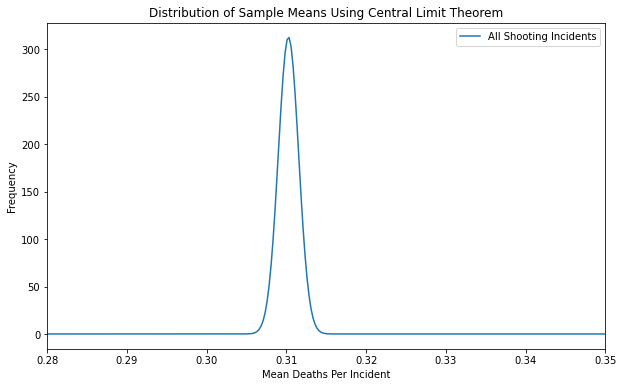 Distribution of Sample Means Using Central Limit Theorem
All Shooting Incidents
Frequency
300
250
200
150
100
50
0
0.28 0.29 0.30 0.31 0.32 0.33 0.34 0.35
Mean Deaths Per Incident